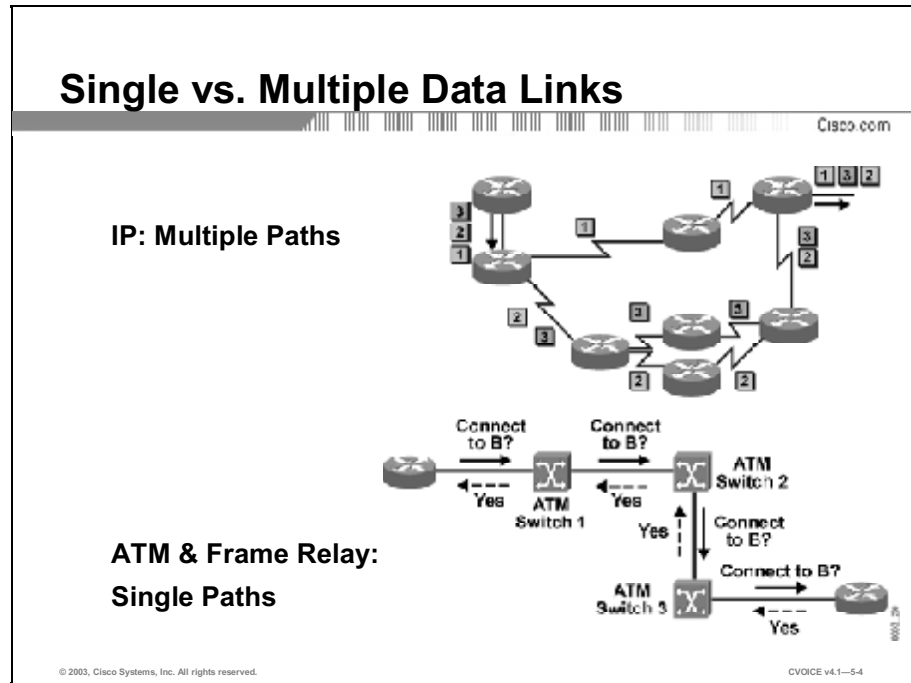 Single vs. Multiple Data Links
Cisco.com
IP: Multiple Paths
1 3 2
1
3
2
1
1
3
2
2
3
3
3
2
2
Connect
to B?
Connect
to B?
Yes
Yes
ATM
Switch 1
ATM
Switch 2
Yes
Connect
to B?
ATM & Frame Relay:
Single Paths
Connect to B?
ATM
Switch 3
Yes
© 2003, Cisco Systems, Inc. All rights reserved.
CVOICE v4.1—5-4